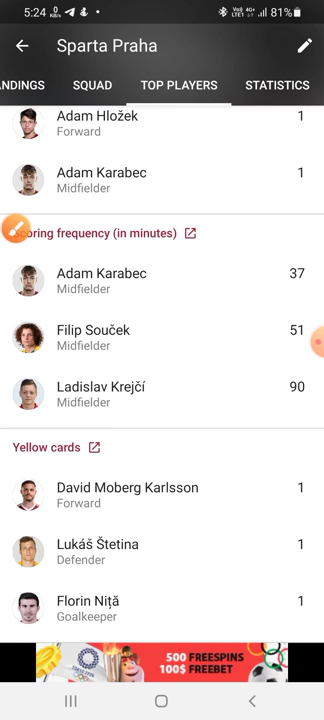 5:24
81%
Sparta Praha
ANDINGS SQUAD TOP PLAYERS STATISTICS
Adam Hložek 1
Forward
Adam Karabec 1
Midfielder
coring frequency (in minutes)
Adam Karabec 37
Midfielder
Filip Souček 51
Midfielder
Ladislav Krejčí 90
Midfielder
Yellow cards
David Moberg Karlsson 1
Forward
Lukáš Štetina 1
Defender
Florin Niță 1
Goalkeeper
500 FREESPINS
100$ FREEBET